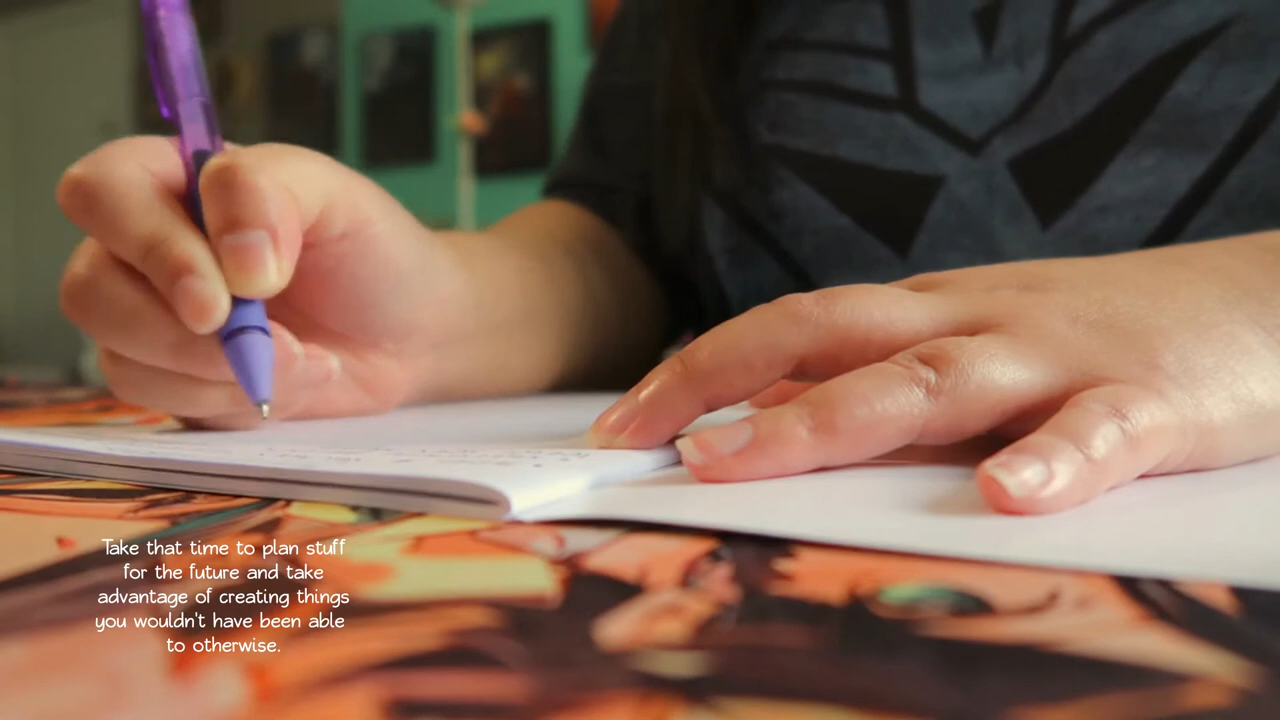 Take that time to plan stuff
for the future and take
advantage of creating things
you wouldn't have been able
to otherwise.